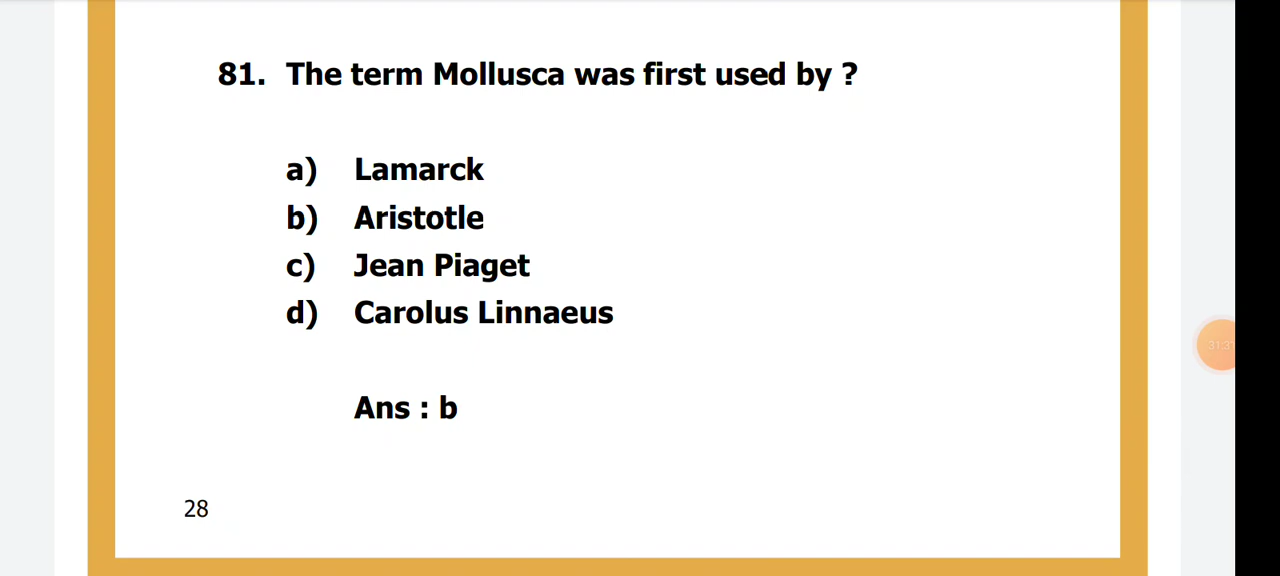 81. The term Mollusca was first used by ?
a) Lamarck
b) Aristotle
c) Jean Piaget
d) Carolus Linnaeus
Ans : b
28